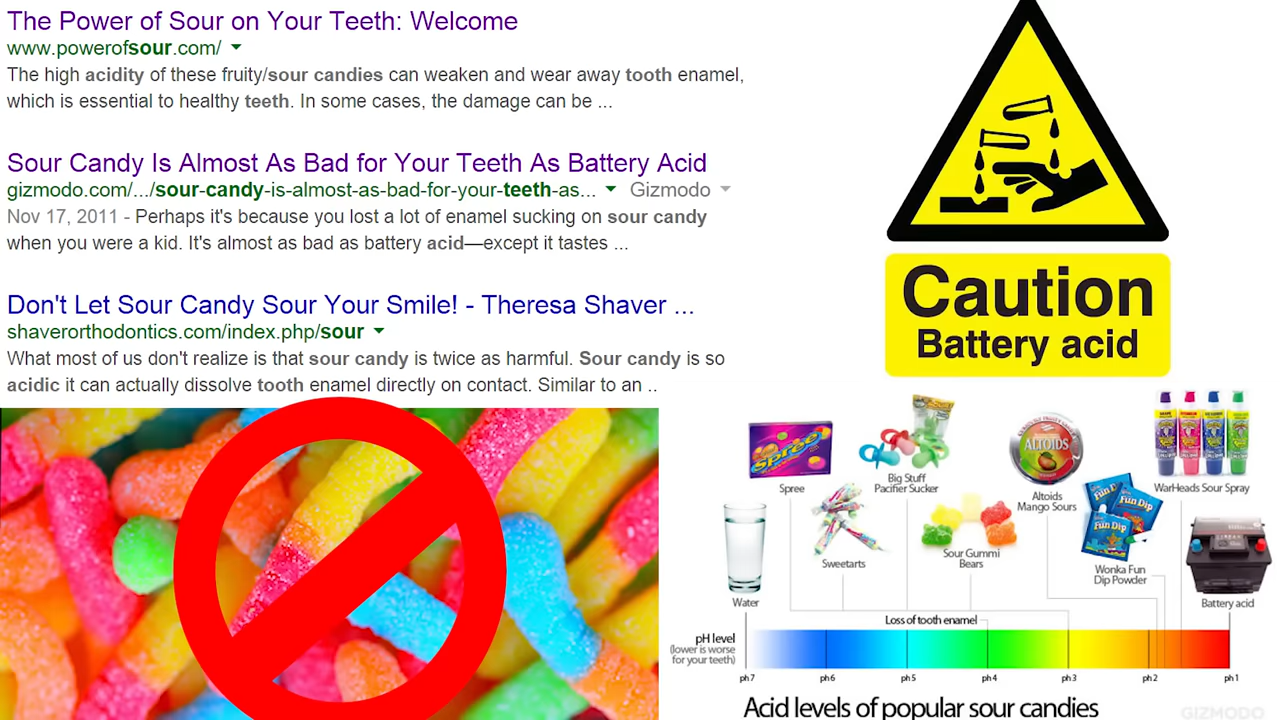 The Power of Sour on Your Teeth: Welcome
www.powerofsour.com/
The high acidity of these fruity/sour candies can weaken and wear away tooth enamel,
which is essential to healthy teeth. In some cases, the damage can be ...
Sour Candy Is Almost As Bad for Your Teeth As Battery Acid
gizmodo.com/.../sour-candy-is-almost-as-bad-for-your-teeth-as... Gizmodo
Nov 17, 2011 - Perhaps it's because you lost a lot of enamel sucking on sour candy
when you were a kid. It's almost as bad as battery acid—except it tastes ...
Don't Let Sour Candy Sour Your Smile! - Theresa Shaver ...
shaverorthodontics.com/index.php/sour
What most of us don't realize is that sour candy is twice as harmful. Sour candy is so
acidic it can actually dissolve tooth enamel directly on contact. Similar to an ..
Caution
Battery acid
Spree
ALTOIDS
Fun Dip
Fun Dip
Fun Dip
Spree
Big Stuff
Pacifier Sucker
Altoids
Mango Sours
WarHeads Sour Spray
Sweetarts
Sour Gummi
Bears
Wonka Fun
Dip Powder
Water
Battery acid
Loss of tooth enamel
pH level
(lower is worse
for your teeth)
ph7 ph6 ph5 ph4 ph3 ph2 ph1
Acid levels of popular sour candies
GIZMODO